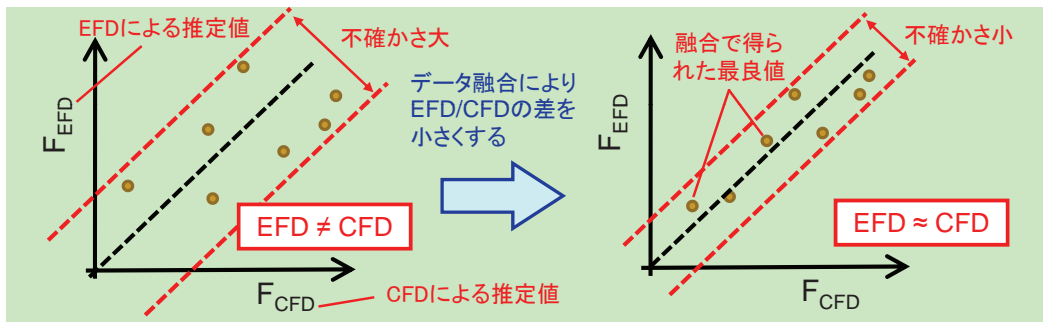 EFDによる推定値
不確かさ大
F_EFD
EFD ≠ CFD
F_CFD
CFDによる推定値
データ融合により
EFD/CFDの差を
小さくする
融合で得ら
れた最良値
不確かさ小
F_EFD
EFD ≈ CFD
F_CFD